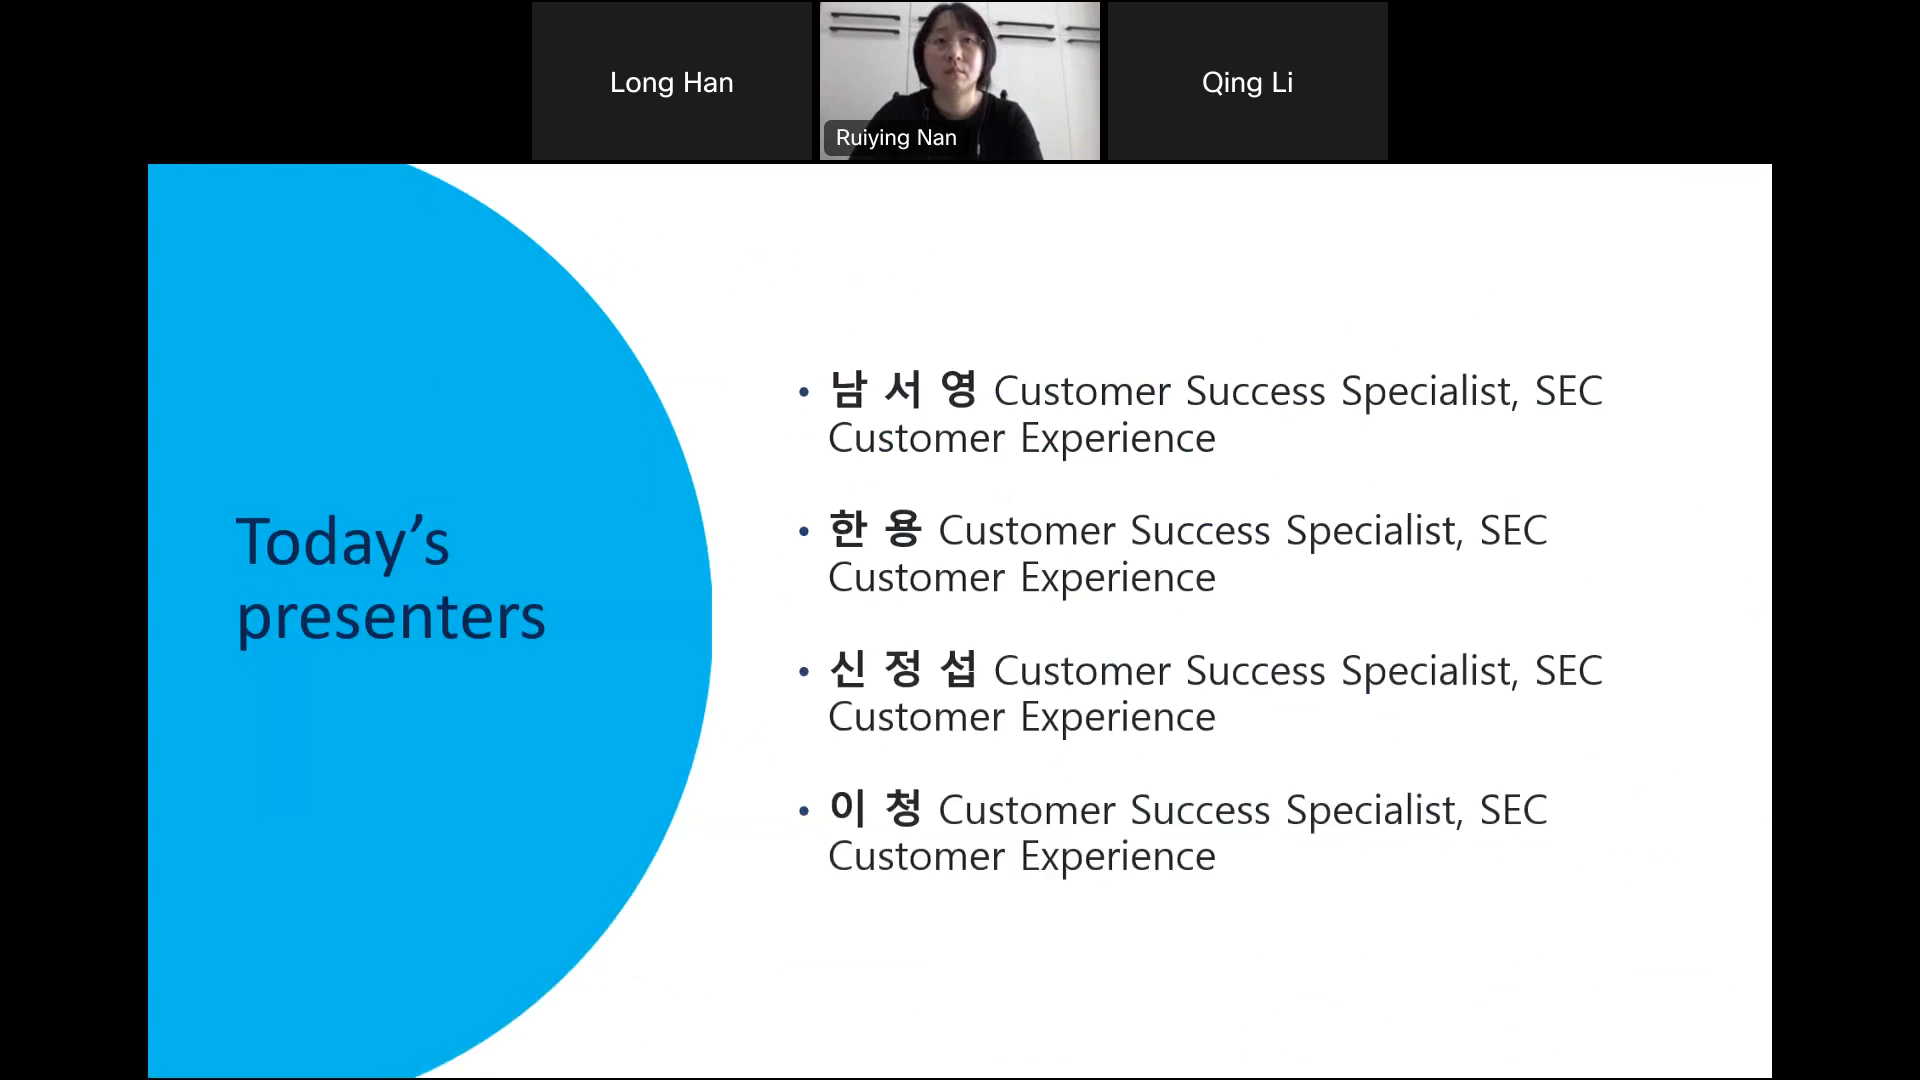 Long Han
Ruiying Nan
Qing Li
Today’s
presenters
• 남 서 영 Customer Success Specialist, SEC
Customer Experience
• 한 용 Customer Success Specialist, SEC
Customer Experience
• 신 정 섭 Customer Success Specialist, SEC
Customer Experience
• 이 청 Customer Success Specialist, SEC
Customer Experience